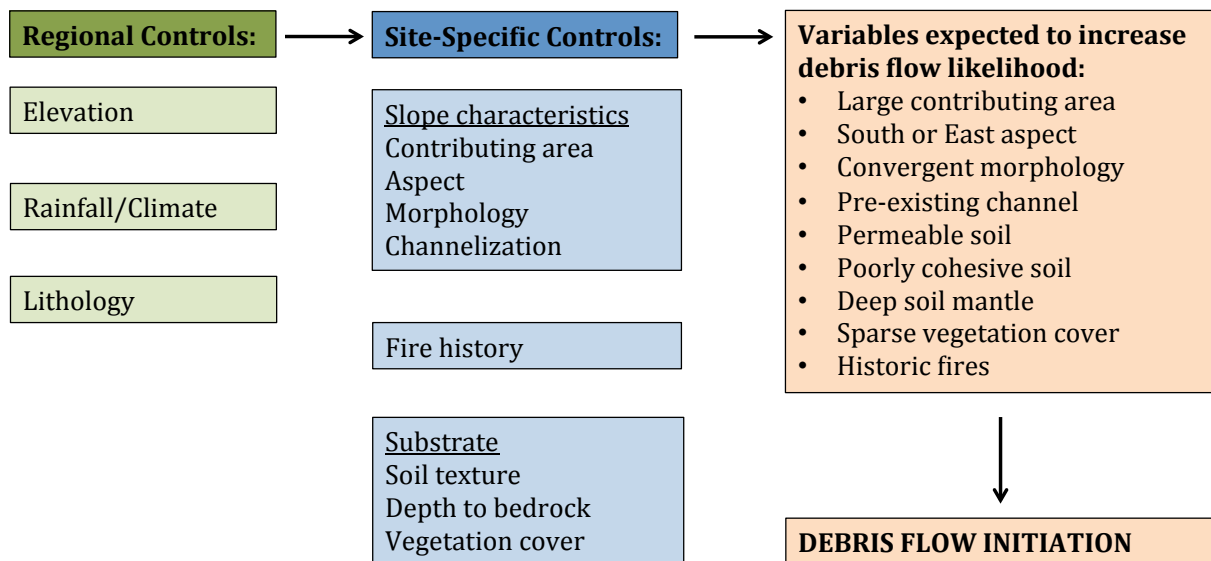 Regional Controls:
Elevation
Rainfall/Climate
Lithology
Site-Specific Controls:
Slope characteristics
Contributing area
Aspect
Morphology
Channelization
Fire history
Substrate
Soil texture
Depth to bedrock
Vegetation cover
Variables expected to increase
debris flow likelihood:
• Large contributing area
• South or East aspect
• Convergent morphology
• Pre-existing channel
• Permeable soil
• Poorly cohesive soil
• Deep soil mantle
• Sparse vegetation cover
• Historic fires
DEBRIS FLOW INITIATION